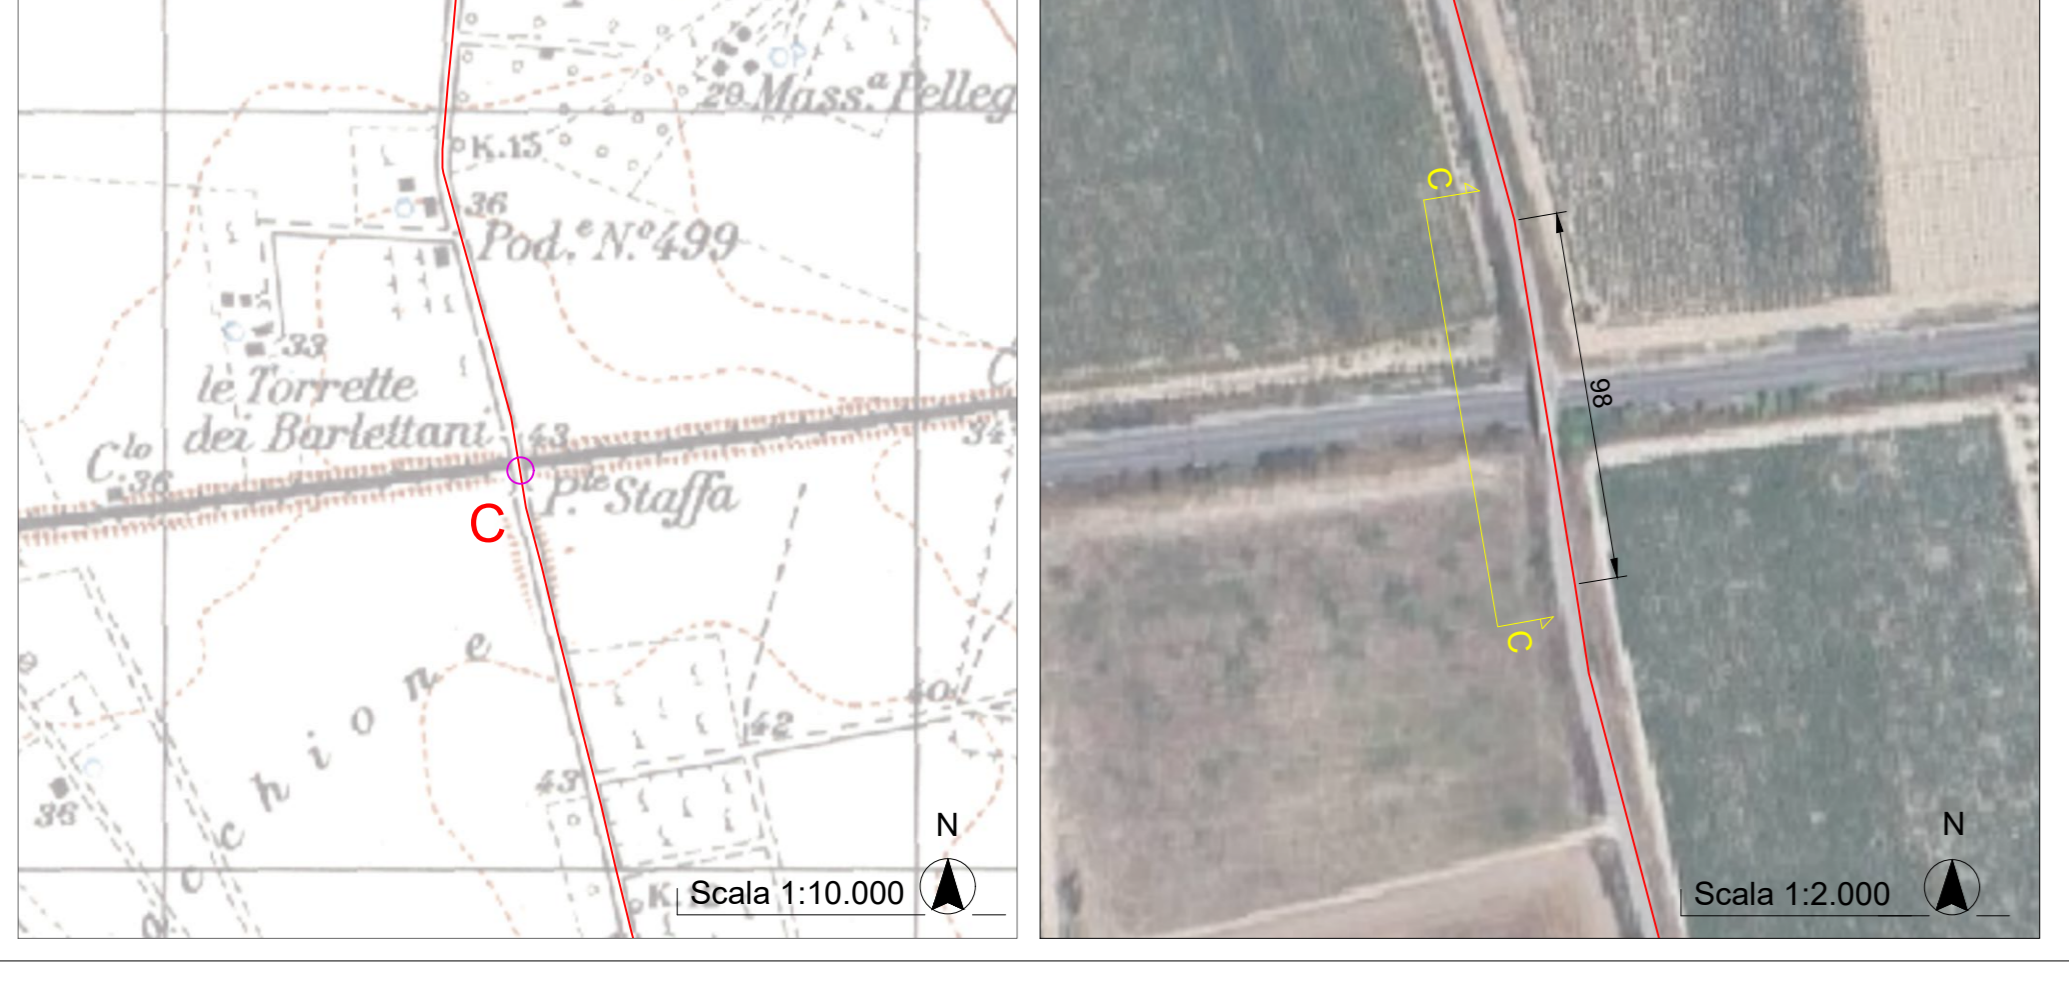 29 Mass.ª Pelleg
K.15
36
Pod.ᵉ N.º 499
33
le Torrette
dei Barlettani
43
C.ˡᵒ
36
34
P.ᵗᵉ Staffa
C
chione
40
42
43
36
K.
N
Scala 1:10.000
C
98
C
N
Scala 1:2.000